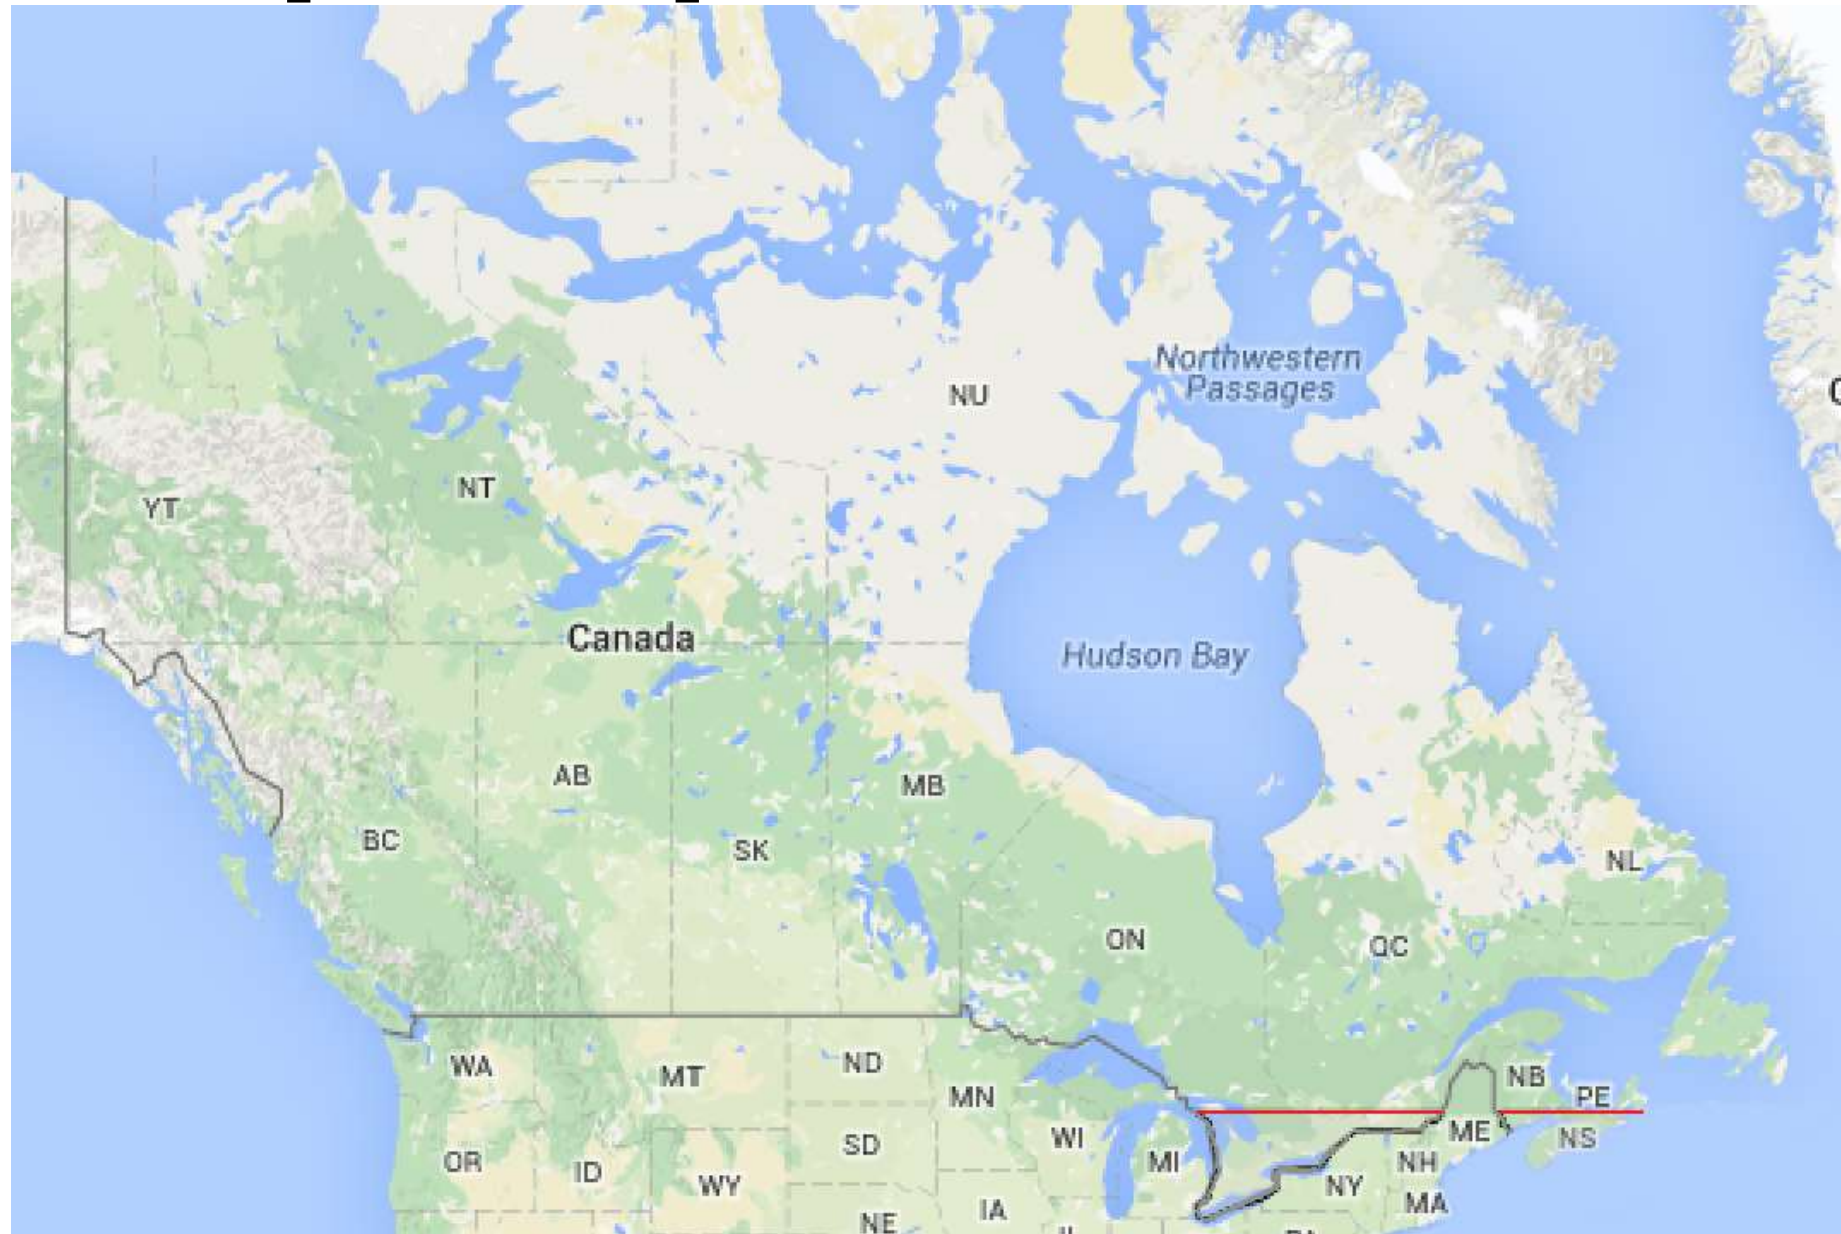 Northwestern
Passages
NU
NT
YT
Canada
Hudson Bay
AB
MB
BC
SK
NL
ON
QC
WA
MT
ND
MN
NB
PE
OR
ID
SD
WI
MI
ME
NS
NH
WY
NY
MA
IA
NE